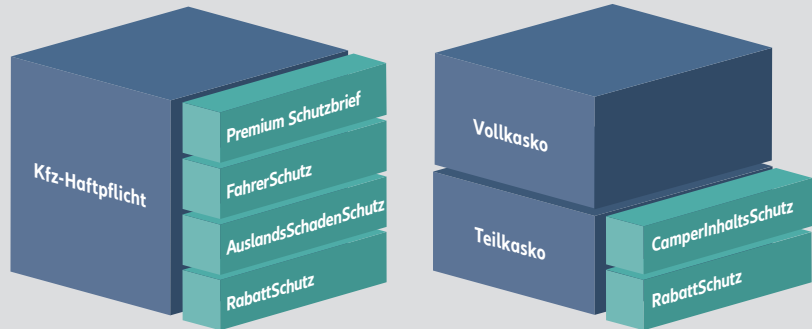 Kfz-Haftpflicht
Premium Schutzbrief
FahrerSchutz
AuslandsSchadenSchutz
RabattSchutz
Vollkasko
Teilkasko
CamperInhaltsSchutz
RabattSchutz